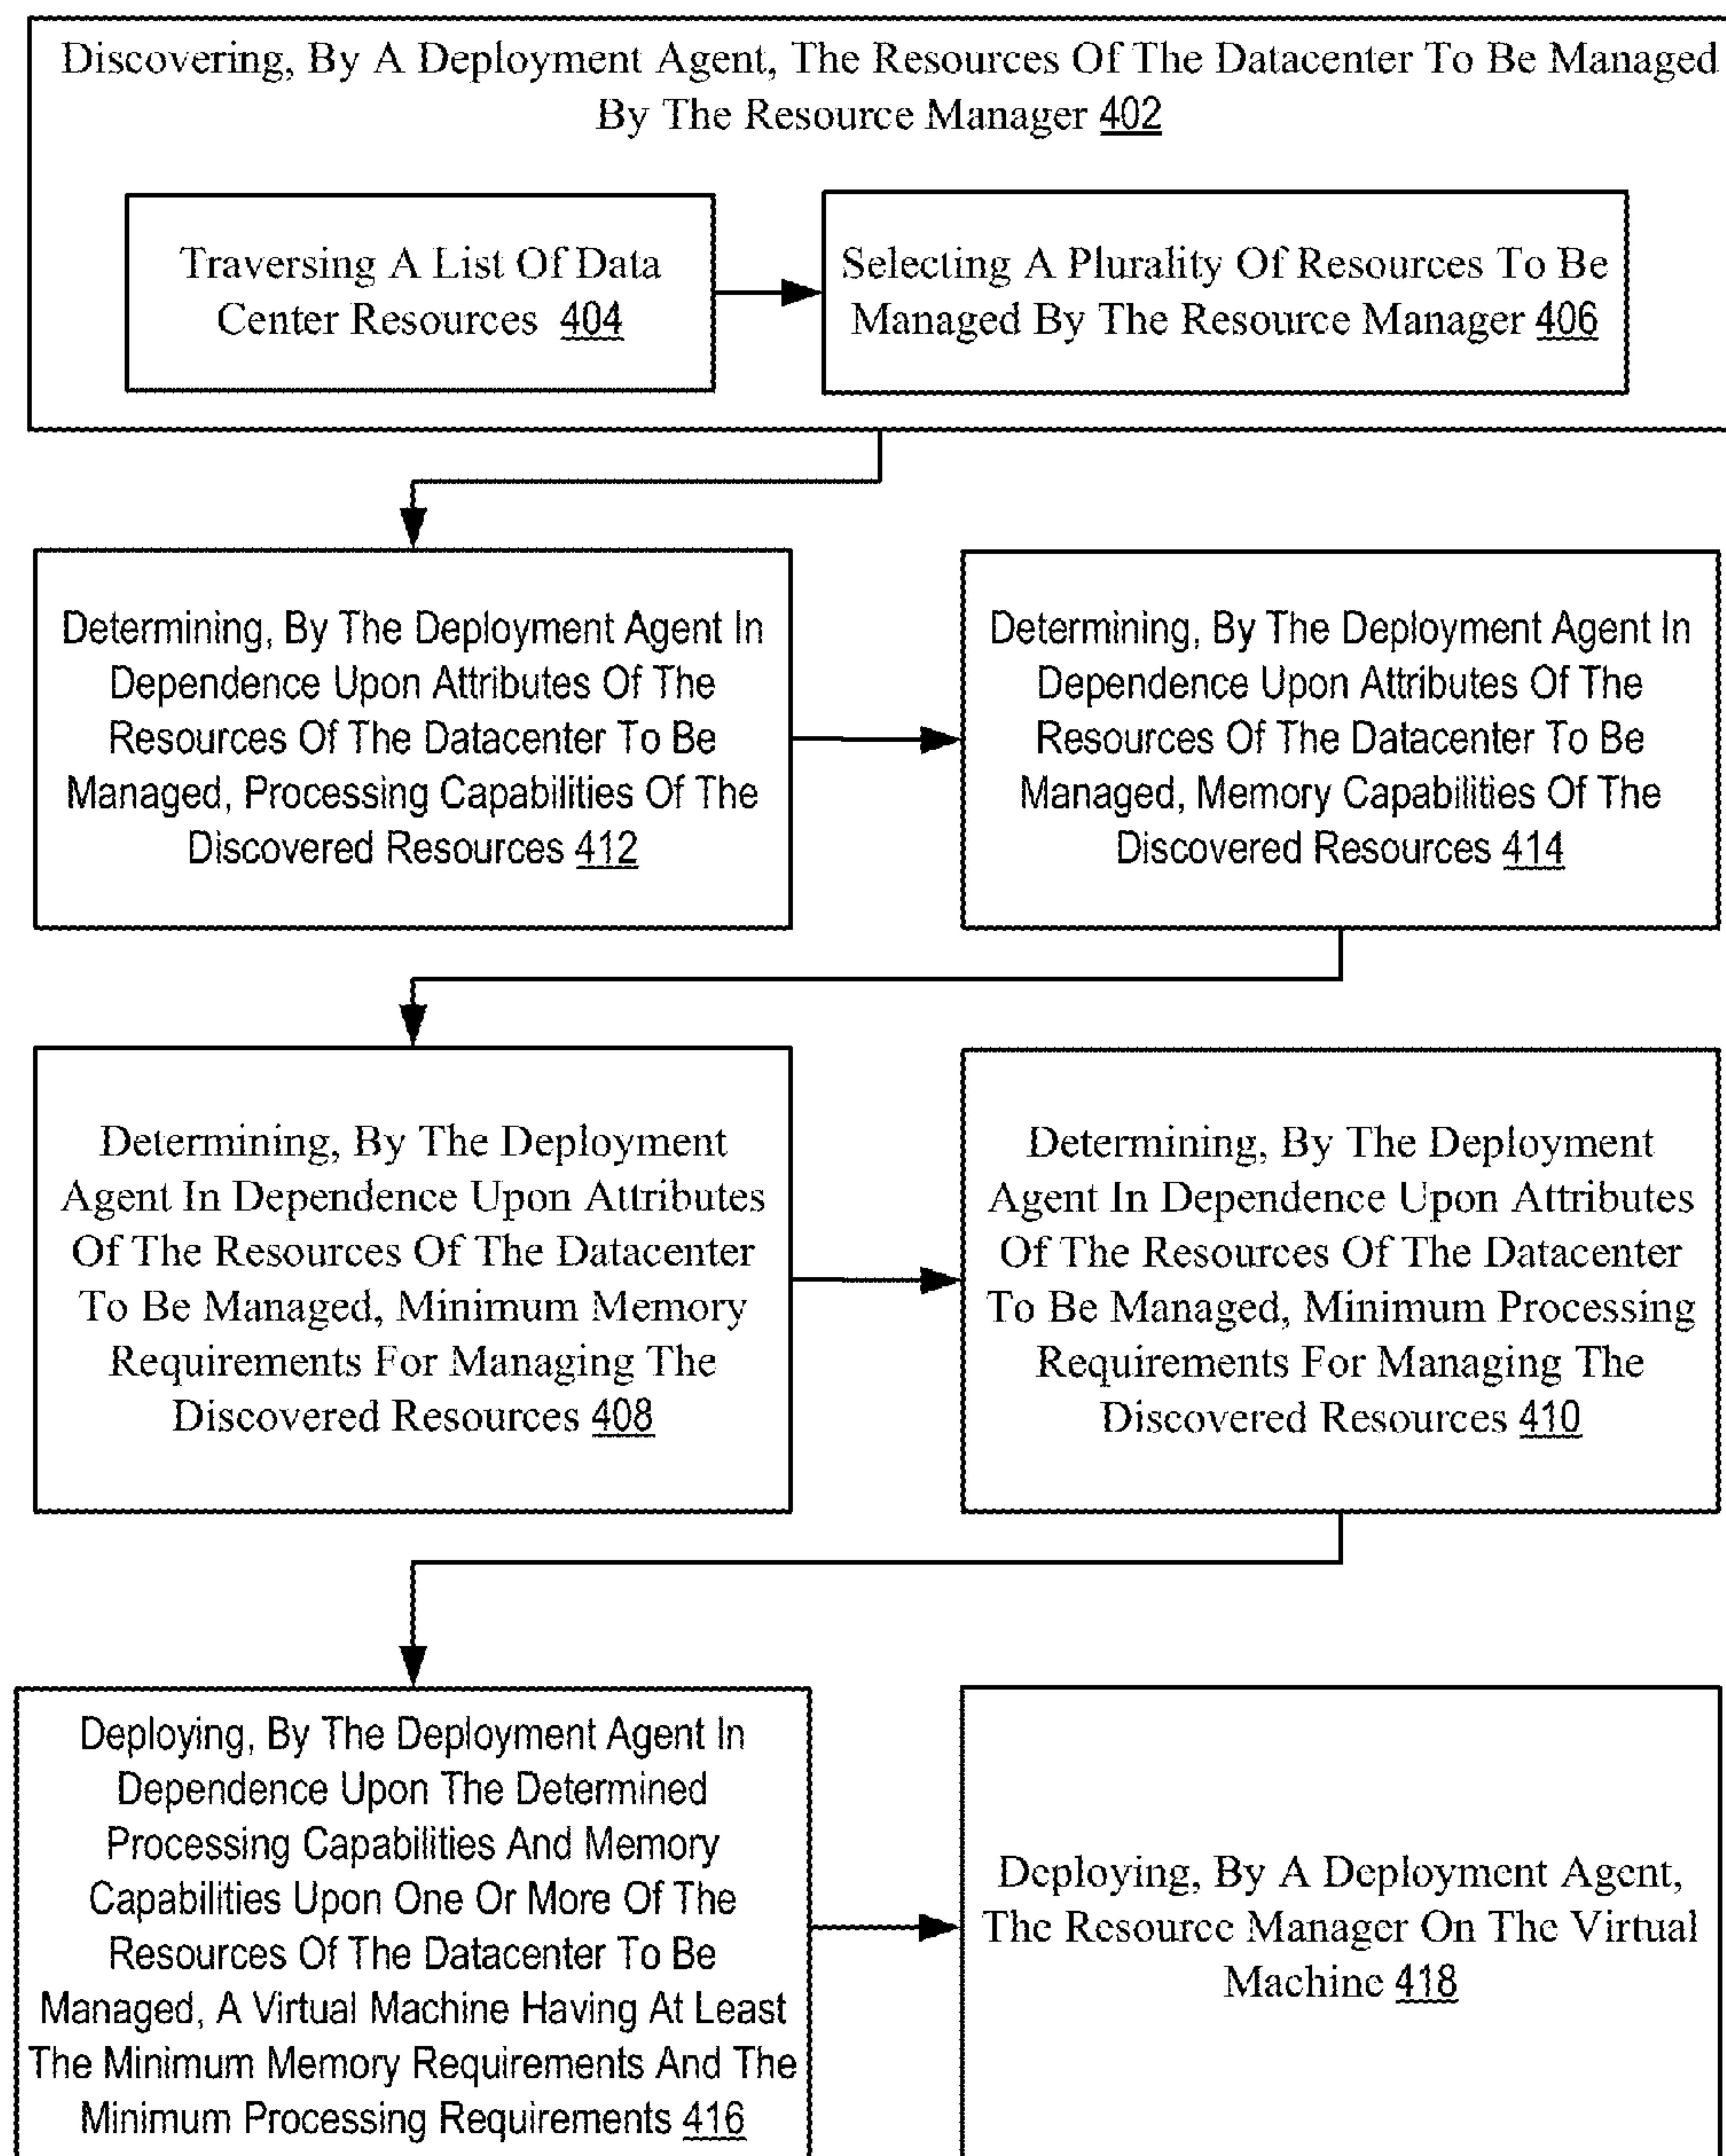 Discovering, By A Deployment Agent, The Resources Of The Datacenter To Be Managed
By The Resource Manager 402
Traversing A List Of Data
Center Resources 404
Selecting A Plurality Of Resources To Be
Managed By The Resource Manager 406
Determining, By The Deployment Agent In
Dependence Upon Attributes Of The
Resources Of The Datacenter To Be
Managed, Processing Capabilities Of The
Discovered Resources 412
Determining, By The Deployment Agent In
Dependence Upon Attributes Of The
Resources Of The Datacenter To Be
Managed, Memory Capabilities Of The
Discovered Resources 414
Determining, By The Deployment
Agent In Dependence Upon Attributes
Of The Resources Of The Datacenter
To Be Managed, Minimum Memory
Requirements For Managing The
Discovered Resources 408
Determining, By The Deployment
Agent In Dependence Upon Attributes
Of The Resources Of The Datacenter
To Be Managed, Minimum Processing
Requirements For Managing The
Discovered Resources 410
Deploying, By The Deployment Agent In
Dependence Upon The Determined
Processing Capabilities And Memory
Capabilities Upon One Or More Of The
Resources Of The Datacenter To Be
Managed, A Virtual Machine Having At Least
The Minimum Memory Requirements And The
Minimum Processing Requirements 416
Deploying, By A Deployment Agent,
The Resource Manager On The Virtual
Machine 418